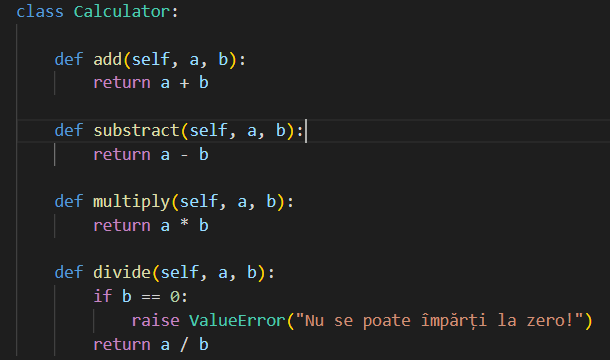 class Calculator:
def add(self, a, b):
return a + b
def substract(self, a, b):
return a - b
def multiply(self, a, b):
return a * b
def divide(self, a, b):
if b == 0:
raise ValueError("Nu se poate împărți la zero!")
return a / b